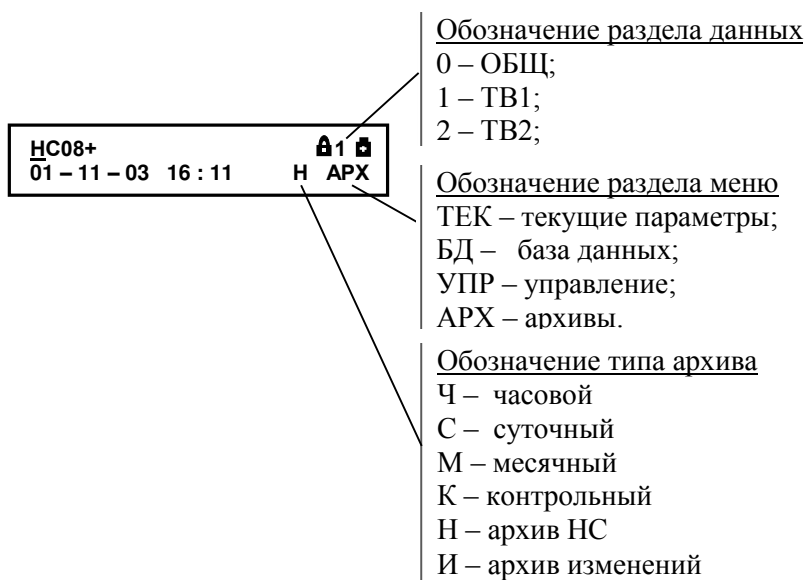 Обозначение раздела данных
0 – ОБЩ;
1 – ТВ1;
2 – ТВ2;
НС08+ 1
01 – 11 – 03 16 : 11 Н АРХ
Обозначение раздела меню
ТЕК – текущие параметры;
БД – база данных;
УПР – управление;
АРХ – архивы.
Обозначение типа архива
Ч – часовой
С – суточный
М – месячный
К – контрольный
Н – архив НС
И – архив изменений